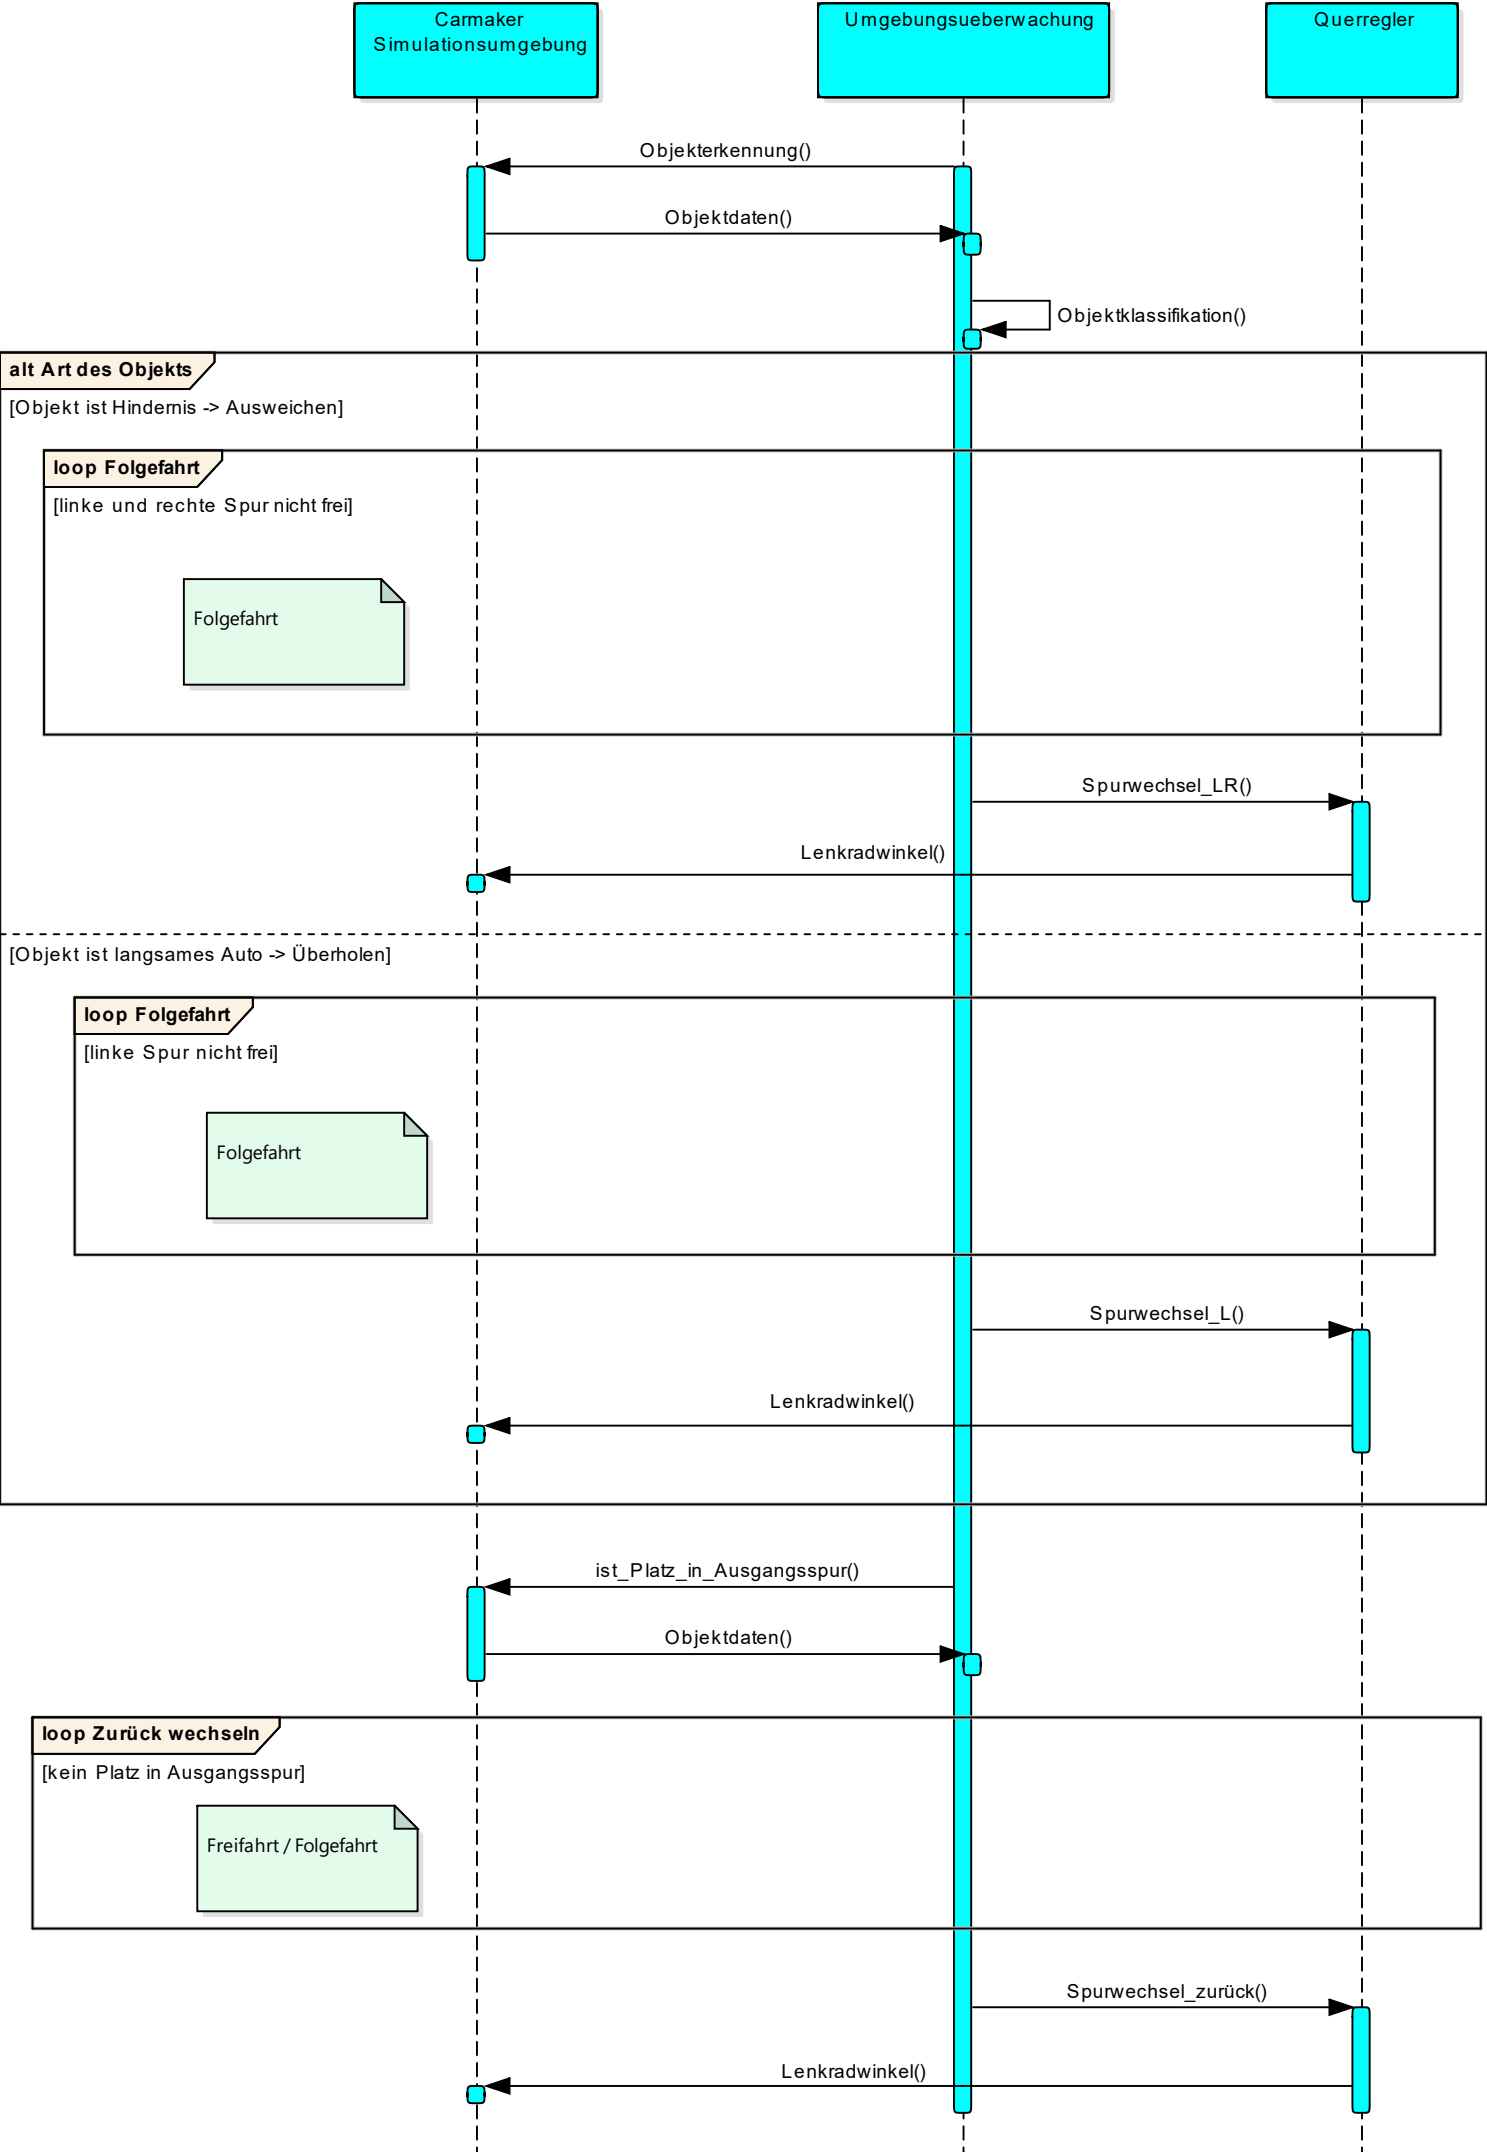 Carmaker
Simulationsumgebung
Umgebungsueberwachung
Querregler
Objekterkennung()
Objektdaten()
Objektklassifikation()
alt Art des Objekts
[Objekt ist Hindernis -> Ausweichen]
loop Folgefahrt
[linke und rechte Spur nicht frei]
Folgefahrt
Spurwechsel_LR()
Lenkradwinkel()
[Objekt ist langsames Auto -> Überholen]
loop Folgefahrt
[linke Spur nicht frei]
Folgefahrt
Spurwechsel_L()
Lenkradwinkel()
ist_Platz_in_Ausgangsspur()
Objektdaten()
loop Zurück wechseln
[kein Platz in Ausgangsspur]
Freifahrt / Folgefahrt
Spurwechsel_zurück()
Lenkradwinkel()